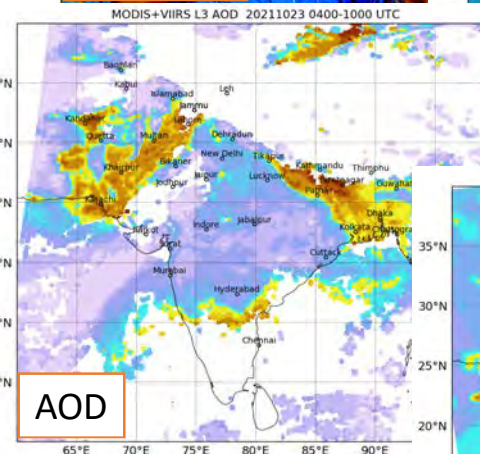 MODIS+VIIRS L3 AOD 20211023 0400-1000 UTC
Baghlan
Kabul
Islamabad
Leh
Jammu
Kandahar
Lahore
Quetta
Multan
Dehradun
New Delhi
Tikapur
Khairpur
Bikaner
Kathmandu
Thimphu
Jaipur
Lucknow
Jodhpur
Patna
Guwahati
Karachi
Dhaka
Rajkot
Indore
Jabalpur
Kolkata
Surat
Cuttack
Mumbai
Hyderabad
Chennai
AOD
35°N
30°N
25°N
20°N
65°E 70°E 75°E 80°E 85°E 90°E